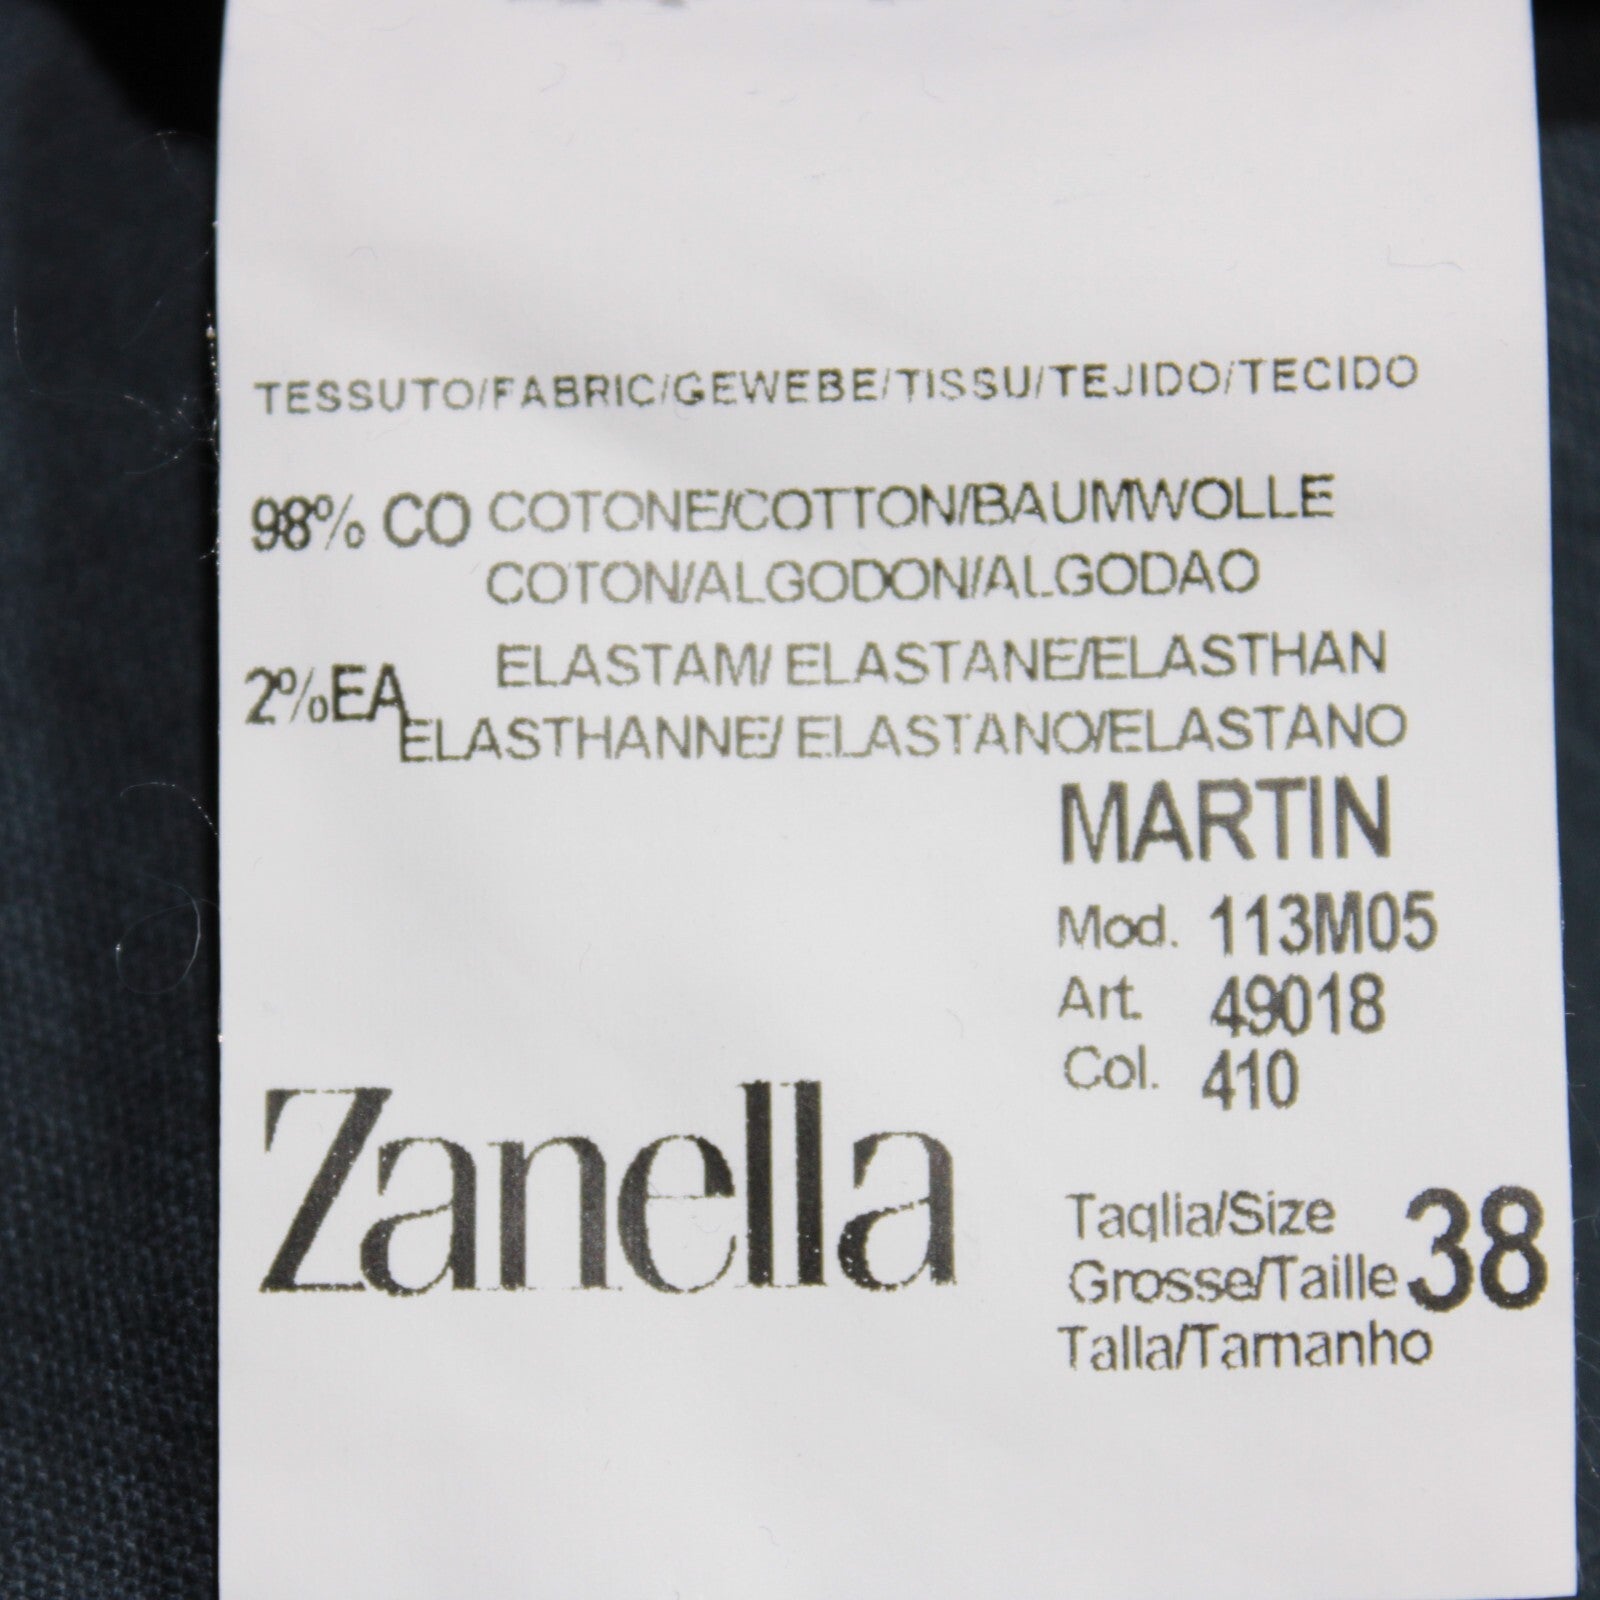 TESSUTO/FABRIC/GEWEBE/TISSU/TEJIDO/TECIDO
98% CO COTONE/COTTON/BAUMWOLLE
COTON/ALGODON/ALGODAO
2%EA ELASTAM/ ELASTANE/ELASTHAN
ELASTHANNE/ ELASTANO/ELASTANO
MARTIN
Mod. 113M05
Art. 49018
Col. 410
Zanella
Taglia/Size
Grosse/Taille 38
Talla/Tamanho